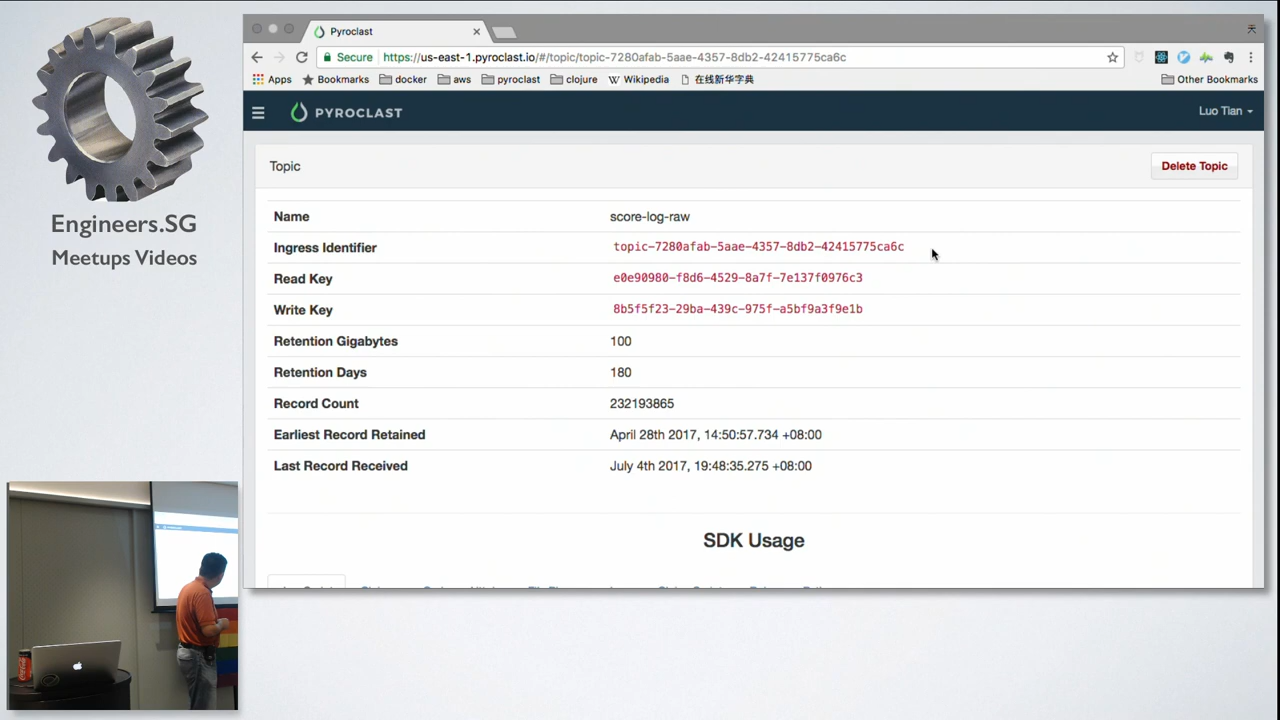 Engineers.SG
Meetups Videos
Pyroclast
Secure https://us-east-1.pyroclast.io/#/topic/topic-7280afab-5aae-4357-8db2-42415775ca6c
Apps Bookmarks docker aws pyroclast clojure Wikipedia 在线新华字典 Other Bookmarks
PYROCLAST Luo Tian
Topic Delete Topic
Name score-log-raw
Ingress Identifier topic-7280afab-5aae-4357-8db2-42415775ca6c
Read Key e0e90980-f8d6-4529-8a7f-7e137f0976c3
Write Key 8b5f5f23-29ba-439c-975f-a5bf9a3f9e1b
Retention Gigabytes 100
Retention Days 180
Record Count 232193865
Earliest Record Retained April 28th 2017, 14:50:57.734 +08:00
Last Record Received July 4th 2017, 19:48:35.275 +08:00
SDK Usage